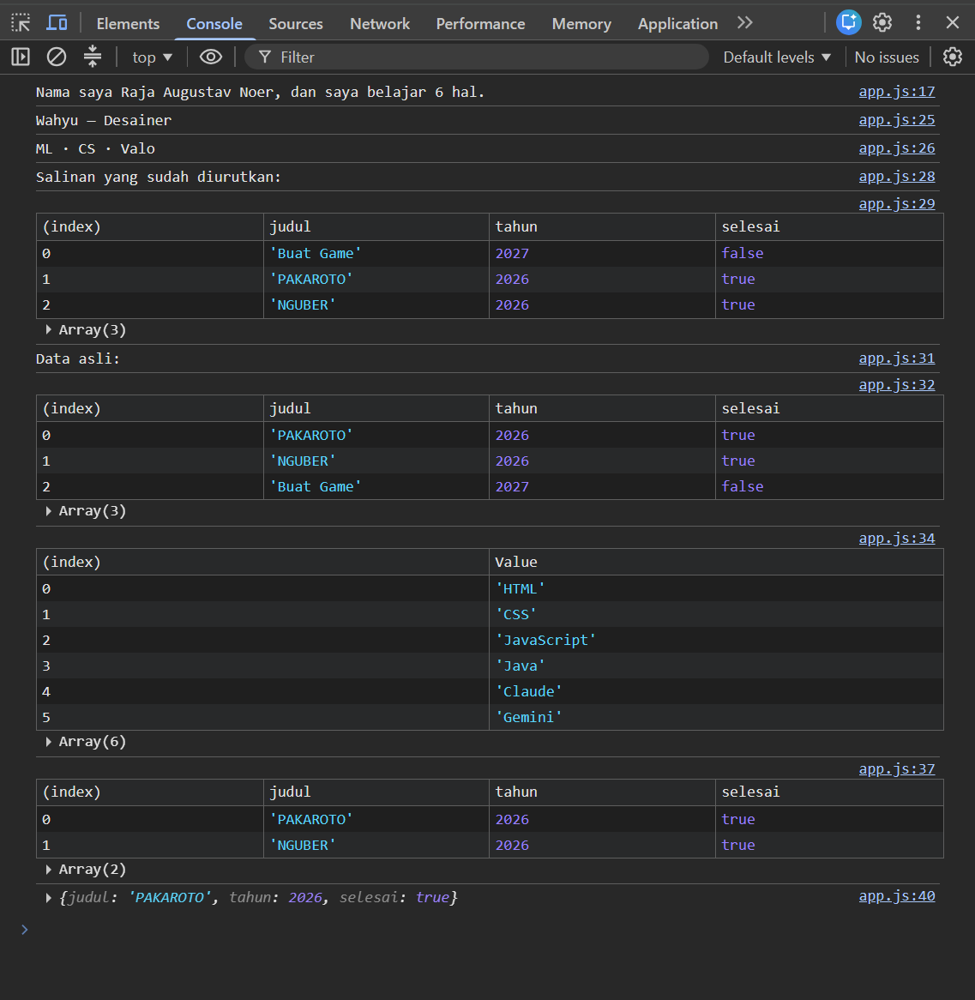 Elements Console Sources Network Performance Memory Application
top Filter Default levels No issues
Nama saya Raja Augustav Noer, dan saya belajar 6 hal. app.js:17
Wahyu — Desainer app.js:25
ML · CS · Valo app.js:26
Salinan yang sudah diurutkan: app.js:28
app.js:29
(index) judul tahun selesai
0 'Buat Game' 2027 false
1 'PAKAROTO' 2026 true
2 'NGUBER' 2026 true
Array(3)
Data asli: app.js:31
app.js:32
(index) judul tahun selesai
0 'PAKAROTO' 2026 true
1 'NGUBER' 2026 true
2 'Buat Game' 2027 false
Array(3)
app.js:34
(index) Value
0 'HTML'
1 'CSS'
2 'JavaScript'
3 'Java'
4 'Claude'
5 'Gemini'
Array(6)
app.js:37
(index) judul tahun selesai
0 'PAKAROTO' 2026 true
1 'NGUBER' 2026 true
Array(2)
{judul: 'PAKAROTO', tahun: 2026, selesai: true} app.js:40